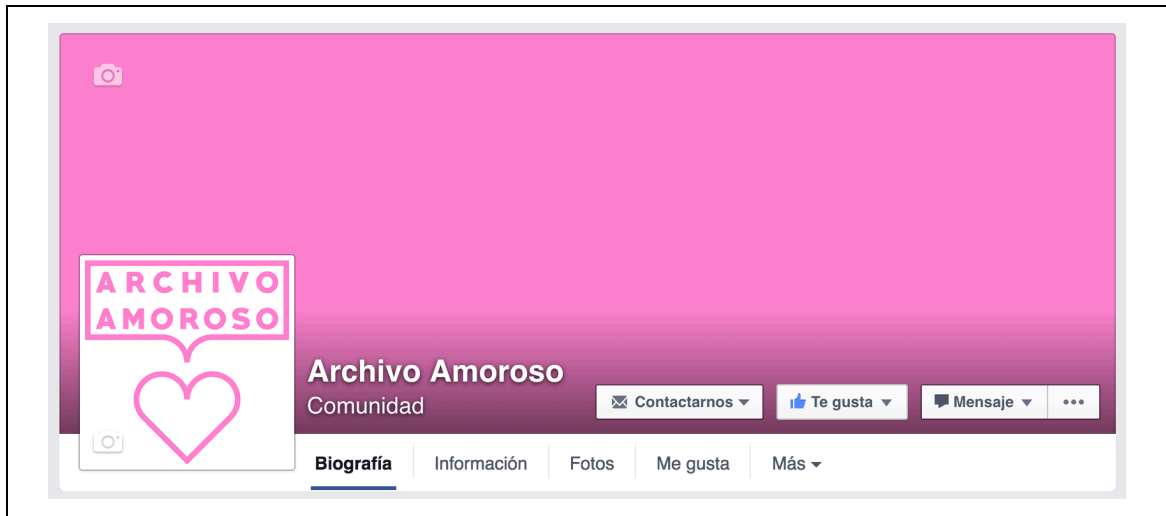 ARCHIVO
AMOROSO
Archivo Amoroso
Comunidad
Contactarnos
Te gusta
Mensaje
Biografía
Información
Fotos
Me gusta
Más